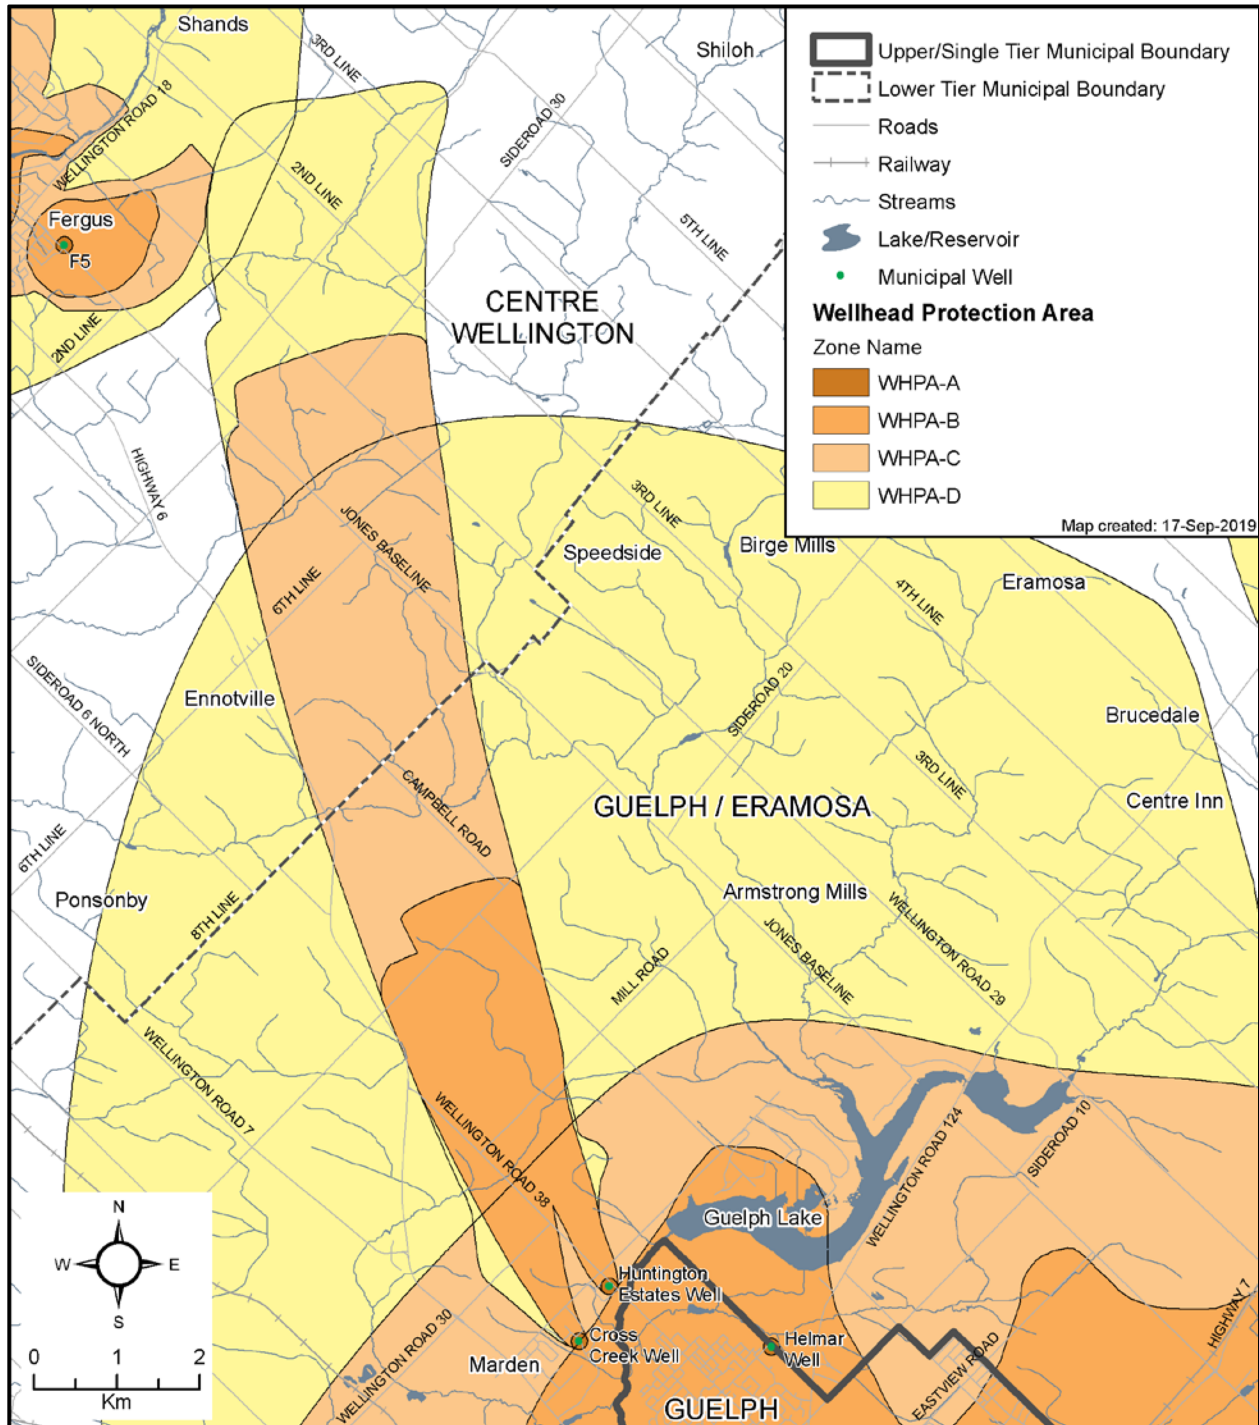 Shands
3RD LINE
Shiloh
WELLINGTON ROAD 18
SIDEROAD 30
2ND LINE
5TH LINE
Fergus
F5
2ND LINE
CENTRE
WELLINGTON
HIGHWAY 6
JONES BASELINE
6TH LINE
3RD LINE
Speedside
Birge Mills
4TH LINE
Eramosa
SIDEROAD 6 NORTH
Ennotville
SIDEROAD 20
Brucedale
3RD LINE
CAMPBELL ROAD
GUELPH / ERAMOSA
Centre Inn
6TH LINE
Ponsonby
8TH LINE
Armstrong Mills
JONES BASELINE
WELLINGTON ROAD 29
MILL ROAD
WELLINGTON ROAD 7
WELLINGTON ROAD 38
WELLINGTON ROAD 124
SIDEROAD 10
Guelph Lake
Huntington
Estates Well
Cross
Creek Well
Helmar
Well
HIGHWAY 7
WELLINGTON ROAD 30
Marden
EASTVIEW ROAD
GUELPH
N
W E
S
0 1 2
Km
Upper/Single Tier Municipal Boundary
Lower Tier Municipal Boundary
Roads
Railway
Streams
Lake/Reservoir
Municipal Well
Wellhead Protection Area
Zone Name
WHPA-A
WHPA-B
WHPA-C
WHPA-D
Map created: 17-Sep-2019